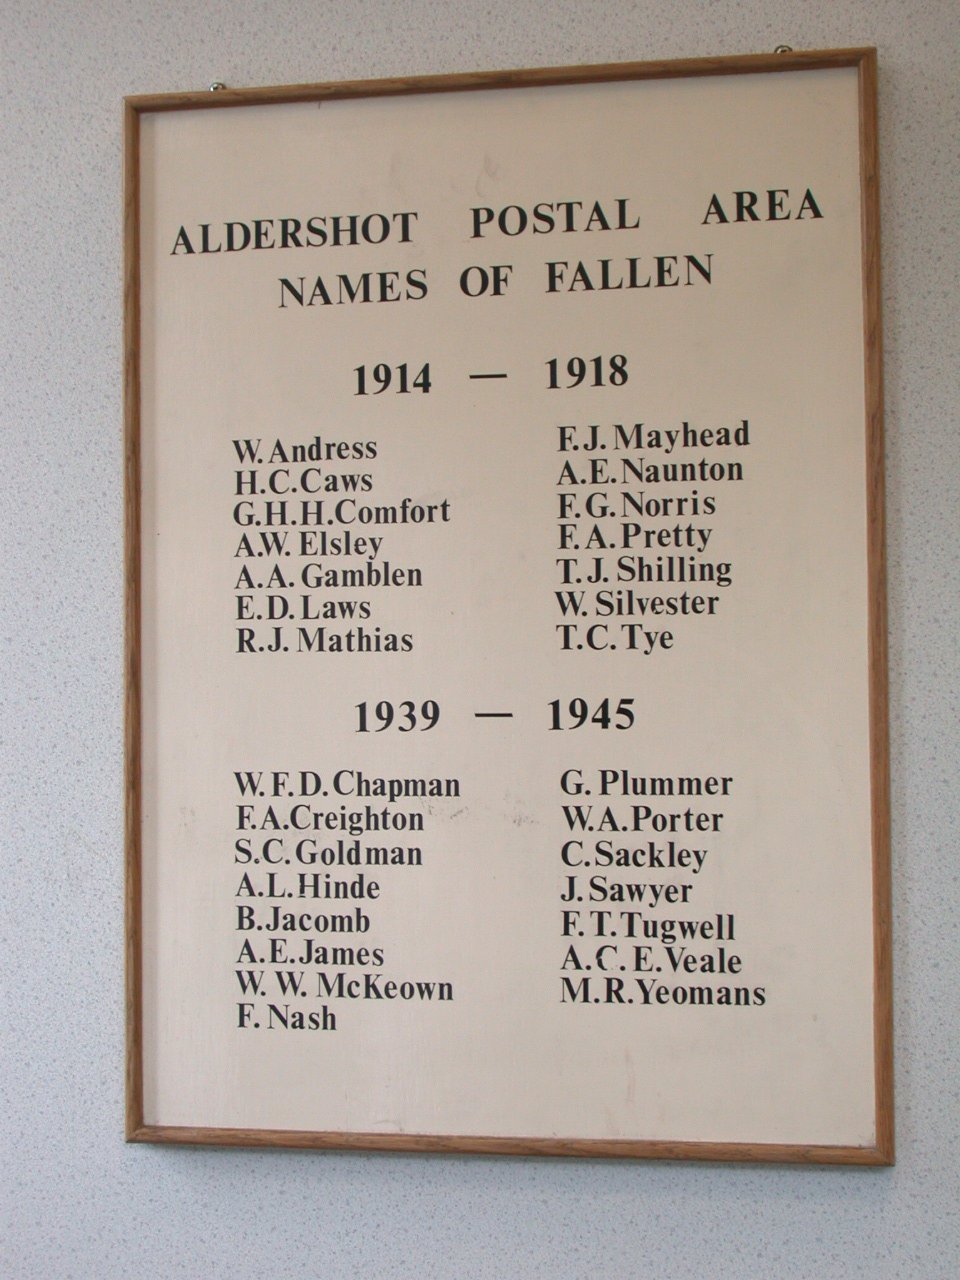 ALDERSHOT POSTAL AREA
NAMES OF FALLEN
1914 — 1918
W. Andress
H.C. Caws
G.H.H. Comfort
A.W. Elsley
A.A. Gamblen
E.D. Laws
R.J. Mathias
F.J. Mayhead
A.E. Naunton
F.G. Norris
F.A. Pretty
T.J. Shilling
W. Silvester
T.C. Tye
1939 — 1945
W.F.D. Chapman
F.A. Creighton
S.C. Goldman
A.L. Hinde
B. Jacomb
A.E. James
W.W. McKeown
F. Nash
G. Plummer
W.A. Porter
C. Sackley
J. Sawyer
F.T. Tugwell
A.C.E. Veale
M.R. Yeomans